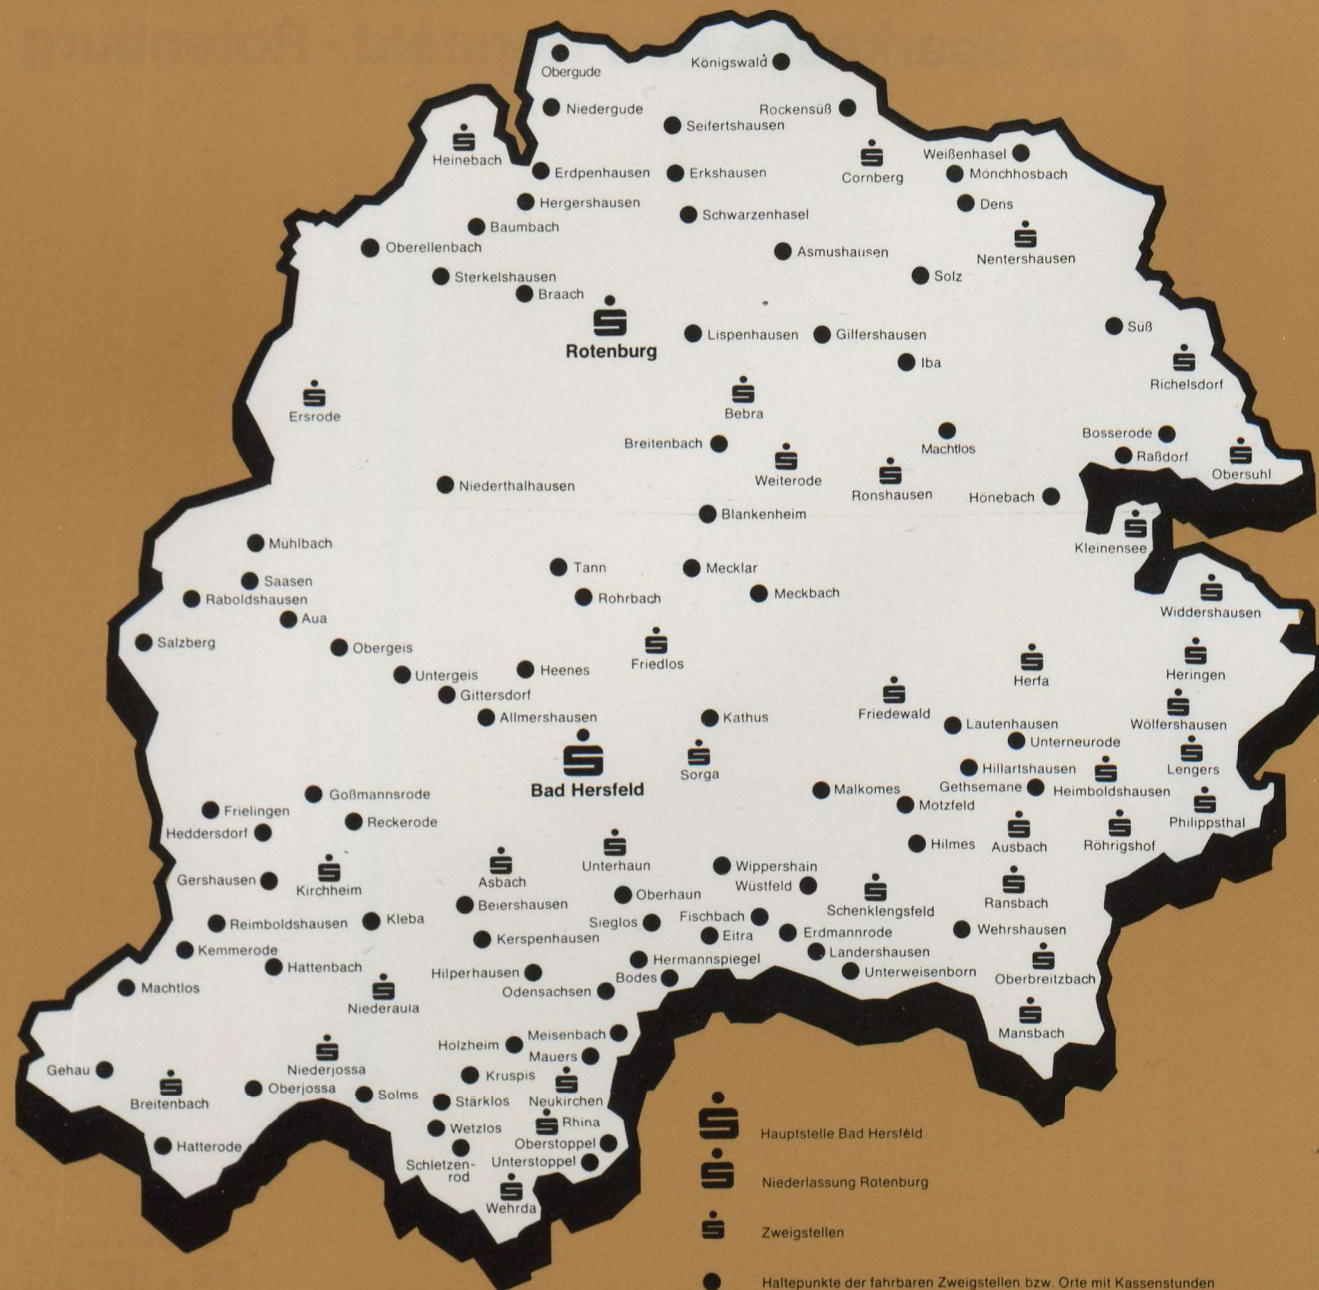 Obergude
Königswald
Niedergude
Rockensüß
Seifertshausen
Heinebach
Weißenhasel
Cornberg
Erdpenhausen
Erkshausen
Mönchhosbach
Hergershausen
Dens
Schwarzenhasel
Baumbach
Oberellenbach
Asmushausen
Nentershausen
Sterkelshausen
Solz
Braach
Süß
Lispenhausen
Gilfershausen
Rotenburg
Iba
Richelsdorf
Ersrode
Bebra
Bosserode
Breitenbach
Machtlos
Raßdorf
Obersuhl
Weiterode
Niederthalhausen
Ronshausen
Hönebach
Blankenheim
Mühlbach
Kleinensee
Tann
Mecklar
Saasen
Meckbach
Raboldshausen
Rohrbach
Widdershausen
Aua
Salzberg
Obergeis
Friedlos
Heenes
Untergeis
Heringen
Herfa
Gittersdorf
Friedewald
Allmershausen
Kathus
Lautenhausen
Wölfershausen
Unterneurode
Hillartshausen
Lengers
Sorga
Bad Hersfeld
Gethsemane
Heimboldshausen
Malkomes
Goßmannsrode
Motzfeld
Frielingen
Philippsthal
Reckerode
Heddersdorf
Hilmes
Ausbach
Röhrigshof
Unterhaun
Wippershain
Gershausen
Asbach
Wüstfeld
Kirchheim
Oberhaun
Ransbach
Beiershausen
Schenklengsfeld
Reimboldshausen
Kleba
Sieglos
Fischbach
Wehrshausen
Erdmannrode
Eitra
Kerspenhausen
Kemmerode
Landershausen
Hermannspiegel
Hattenbach
Hilperhausen
Unterweisenborn
Bodes
Oberbreitzbach
Machtlos
Odensachsen
Niederaula
Mansbach
Meisenbach
Holzheim
Mauers
Niederjossa
Gehau
Kruspis
Oberjossa
Solms
Neukirchen
Stärklos
Breitenbach
Rhina
Wetzlos
Oberstoppel
Hatterode
Unterstoppel
Schletzen-
rod
Wehrda
Hauptstelle Bad Hersfeld
Niederlassung Rotenburg
Zweigstellen
Haltepunkte der fahrbaren Zweigstellen bzw. Orte mit Kassenstunden